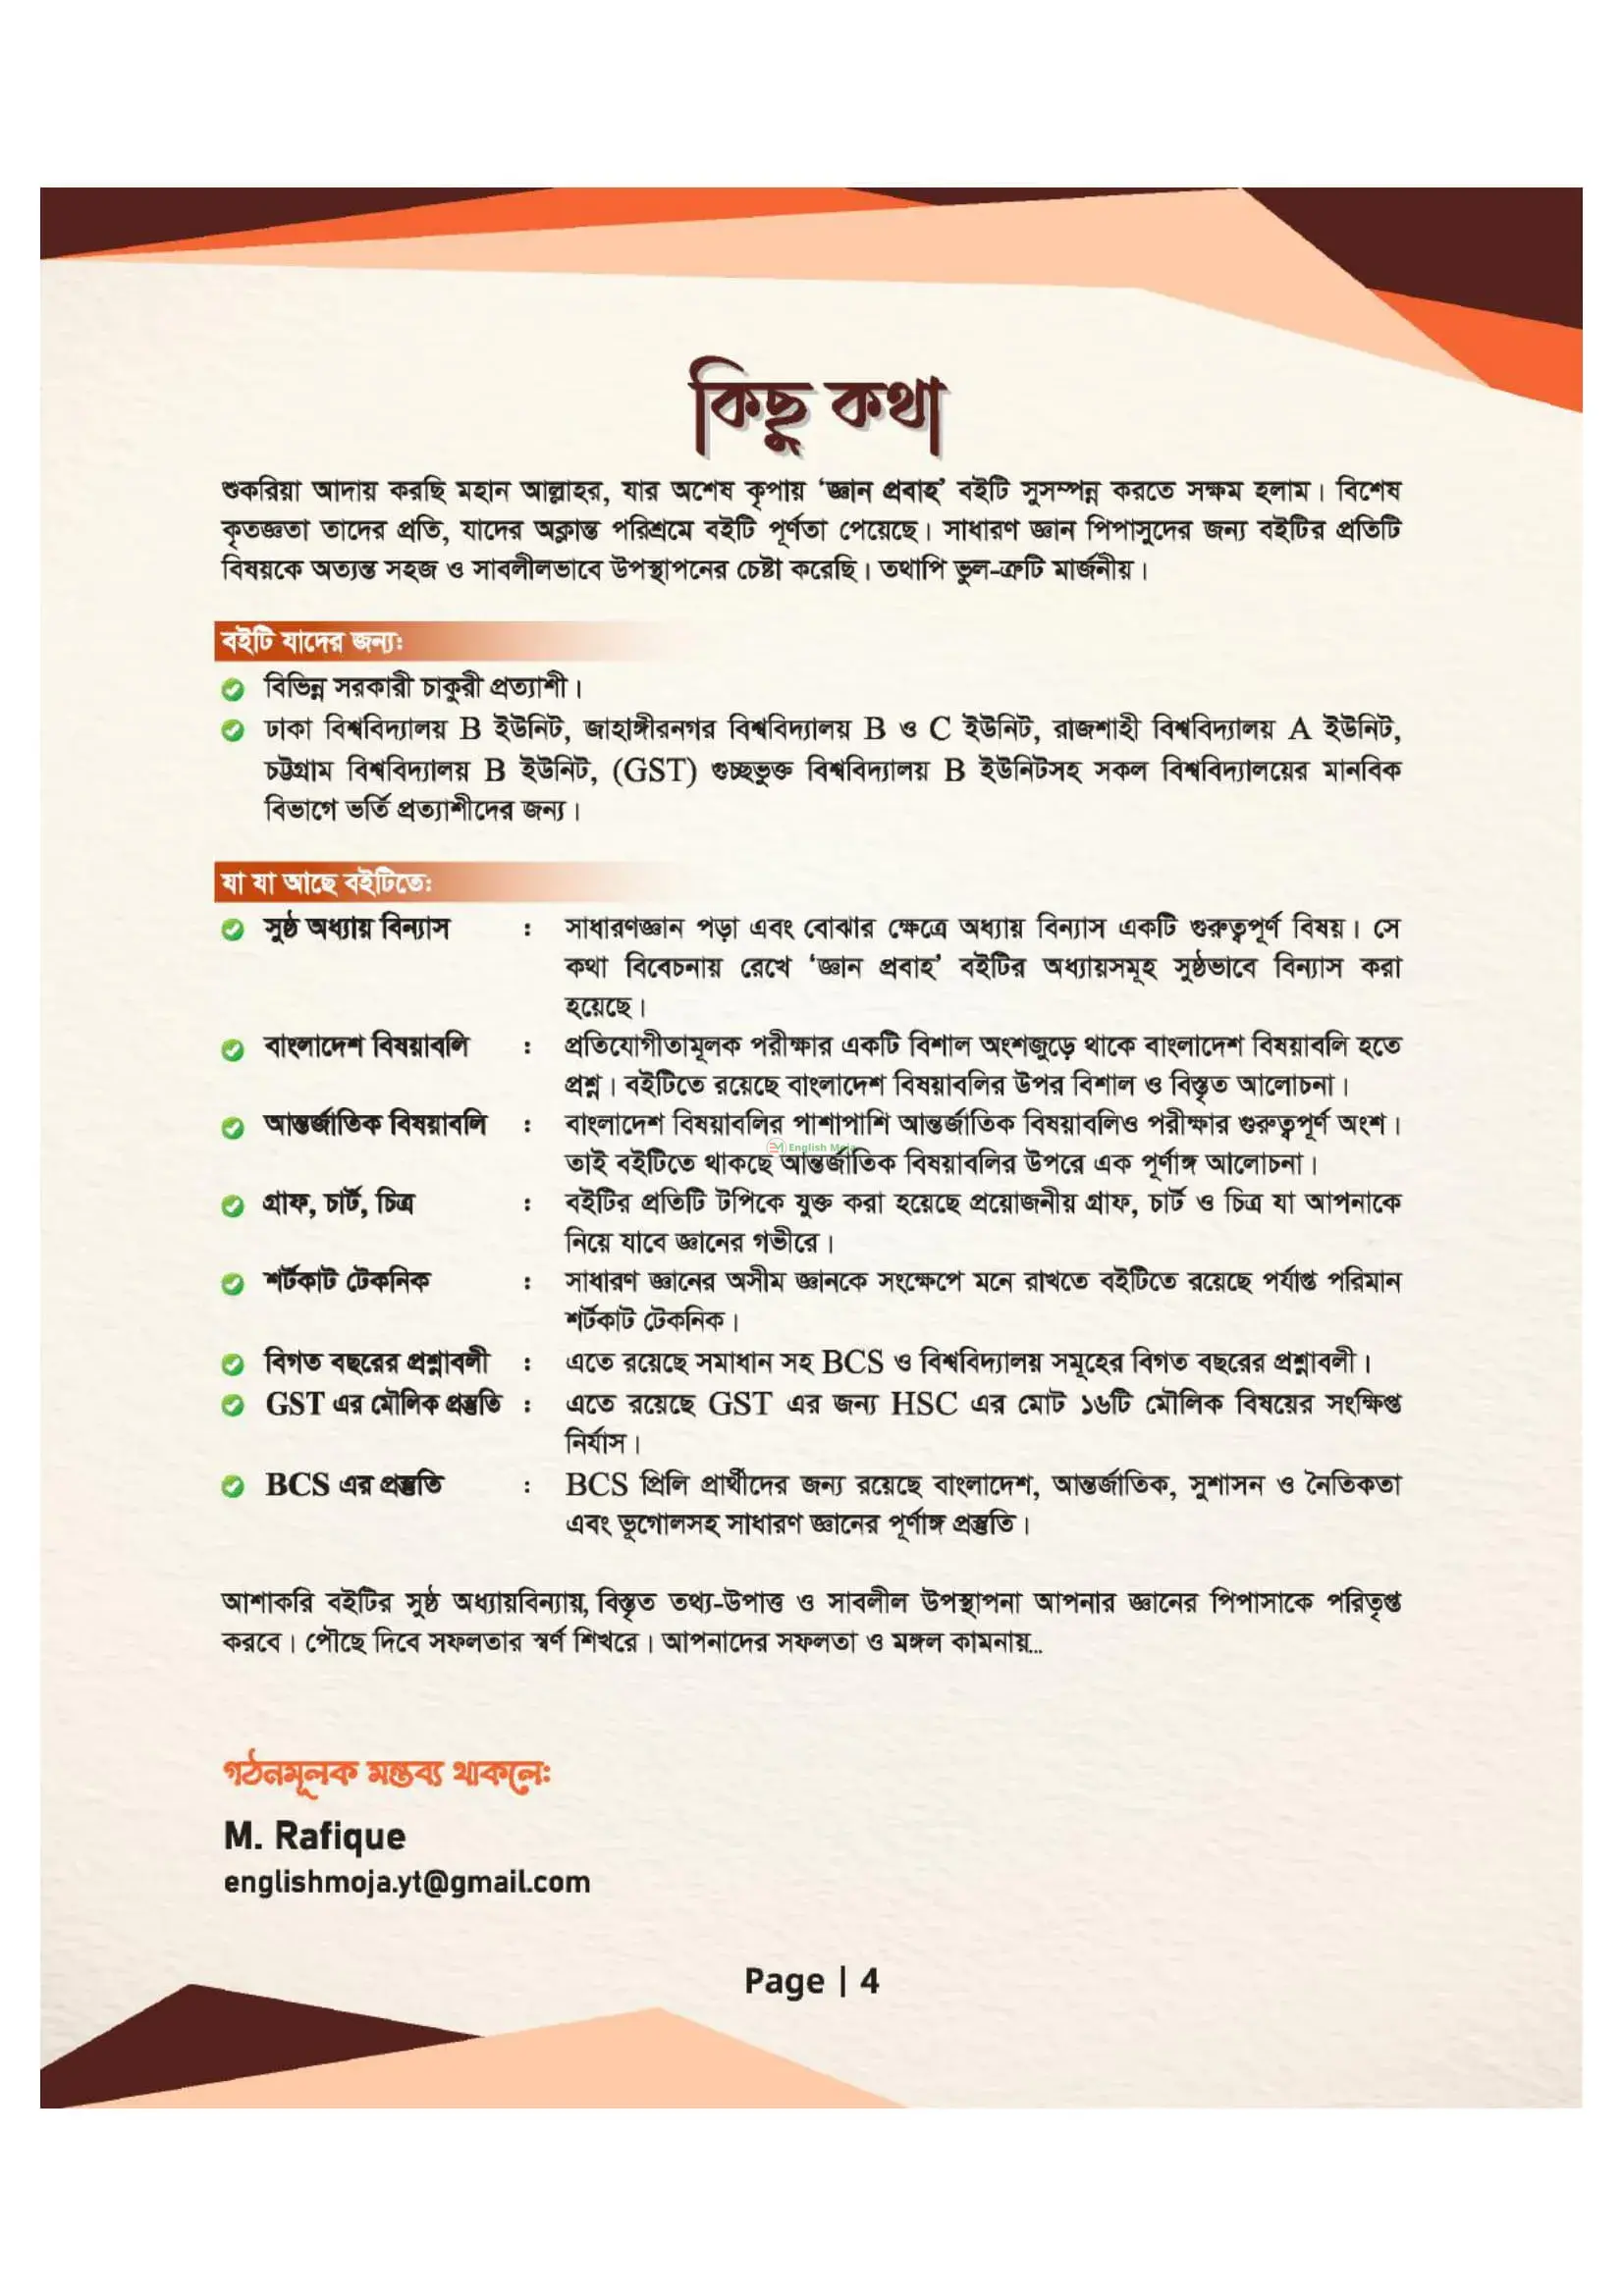 কিছু কথা
শুকরিয়া আদায় করছি মহান আল্লাহর, যার অশেষ কৃপায় ‘জ্ঞান প্রবাহ’ বইটি সুসম্পন্ন করতে সক্ষম হলাম। বিশেষ
কৃতজ্ঞতা তাদের প্রতি, যাদের অক্লান্ত পরিশ্রমে বইটি পূর্ণতা পেয়েছে। সাধারণ জ্ঞান পিপাসুদের জন্য বইটির প্রতিটি
বিষয়কে অত্যন্ত সহজ ও সাবলীলভাবে উপস্থাপনের চেষ্টা করেছি। তথাপি ভুল-ত্রুটি মার্জনীয়।
বইটি যাদের জন্য:
বিভিন্ন সরকারী চাকুরী প্রত্যাশী।
ঢাকা বিশ্ববিদ্যালয় B ইউনিট, জাহাঙ্গীরনগর বিশ্ববিদ্যালয় B ও C ইউনিট, রাজশাহী বিশ্ববিদ্যালয় A ইউনিট,
চট্টগ্রাম বিশ্ববিদ্যালয় B ইউনিট, (GST) গুচ্ছভুক্ত বিশ্ববিদ্যালয় B ইউনিটসহ সকল বিশ্ববিদ্যালয়ের মানবিক
বিভাগে ভর্তি প্রত্যাশীদের জন্য।
যা যা আছে বইটিতে:
সুষ্ঠ অধ্যায় বিন্যাস : সাধারণজ্ঞান পড়া এবং বোঝার ক্ষেত্রে অধ্যায় বিন্যাস একটি গুরুত্বপূর্ণ বিষয়। সে
কথা বিবেচনায় রেখে ‘জ্ঞান প্রবাহ’ বইটির অধ্যায়সমূহ সুষ্ঠভাবে বিন্যাস করা
হয়েছে।
বাংলাদেশ বিষয়াবলি : প্রতিযোগীতামূলক পরীক্ষার একটি বিশাল অংশজুড়ে থাকে বাংলাদেশ বিষয়াবলি হতে
প্রশ্ন। বইটিতে রয়েছে বাংলাদেশ বিষয়াবলির উপর বিশাল ও বিস্তৃত আলোচনা।
আন্তর্জাতিক বিষয়াবলি : বাংলাদেশ বিষয়াবলির পাশাপাশি আন্তর্জাতিক বিষয়াবলিও পরীক্ষার গুরুত্বপূর্ণ অংশ।
English Moja
তাই বইটিতে থাকছে আন্তর্জাতিক বিষয়াবলির উপরে এক পূর্ণাঙ্গ আলোচনা।
গ্রাফ, চার্ট, চিত্র : বইটির প্রতিটি টপিকে যুক্ত করা হয়েছে প্রয়োজনীয় গ্রাফ, চার্ট ও চিত্র যা আপনাকে
নিয়ে যাবে জ্ঞানের গভীরে।
শর্টকাট টেকনিক : সাধারণ জ্ঞানের অসীম জ্ঞানকে সংক্ষেপে মনে রাখতে বইটিতে রয়েছে পর্যাপ্ত পরিমান
শর্টকাট টেকনিক।
বিগত বছরের প্রশ্নাবলী : এতে রয়েছে সমাধান সহ BCS ও বিশ্ববিদ্যালয় সমূহের বিগত বছরের প্রশ্নাবলী।
GST এর মৌলিক প্রস্তুতি : এতে রয়েছে GST এর জন্য HSC এর মোট ১৬টি মৌলিক বিষয়ের সংক্ষিপ্ত
নির্যাস।
BCS এর প্রস্তুতি : BCS প্রিলি প্রার্থীদের জন্য রয়েছে বাংলাদেশ, আন্তর্জাতিক, সুশাসন ও নৈতিকতা
এবং ভূগোলসহ সাধারণ জ্ঞানের পূর্ণাঙ্গ প্রস্তুতি।
আশাকরি বইটির সুষ্ঠ অধ্যায়বিন্যায়, বিস্তৃত তথ্য-উপাত্ত ও সাবলীল উপস্থাপনা আপনার জ্ঞানের পিপাসাকে পরিতৃপ্ত
করবে। পৌছে দিবে সফলতার স্বর্ণ শিখরে। আপনাদের সফলতা ও মঙ্গল কামনায়...
গঠনমূলক মন্তব্য থাকলে:
M. Rafique
englishmoja.yt@gmail.com
Page | 4